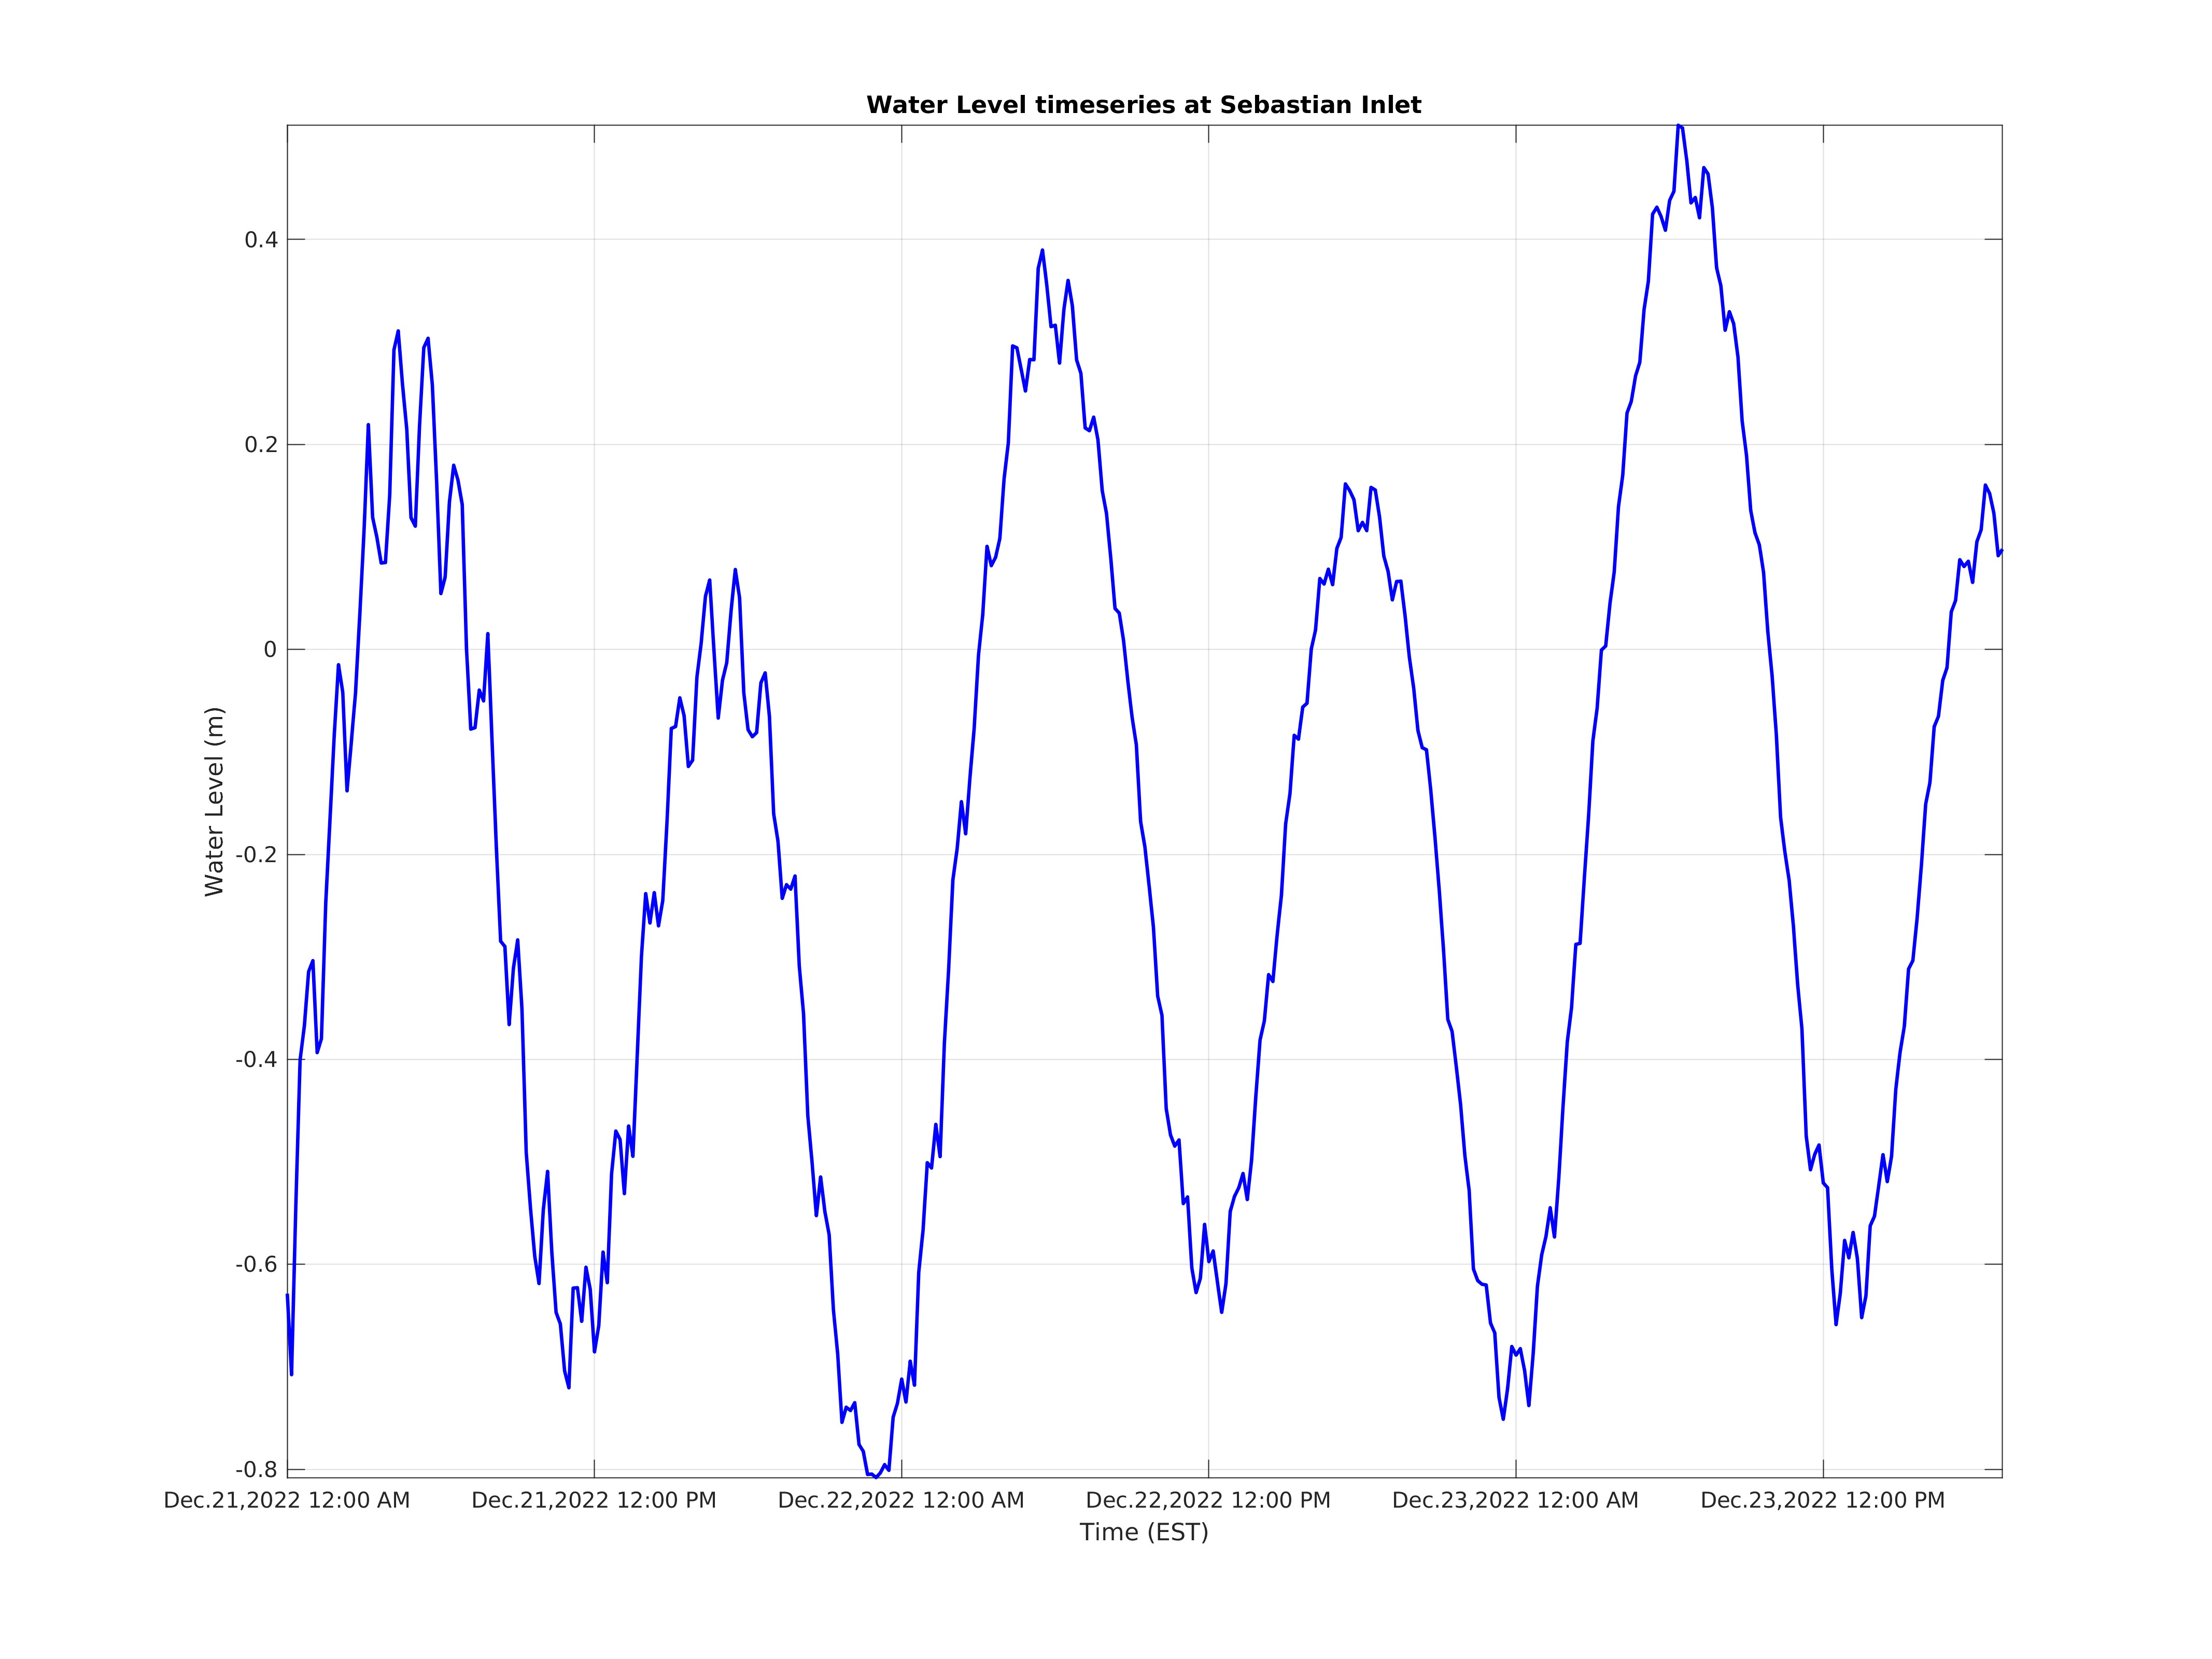 Water Level timeseries at Sebastian Inlet
0.4
0.2
0
-0.2
-0.4
-0.6
-0.8
Water Level (m)
Dec.21,2022 12:00 AM Dec.21,2022 12:00 PM Dec.22,2022 12:00 AM Dec.22,2022 12:00 PM Dec.23,2022 12:00 AM Dec.23,2022 12:00 PM
Time (EST)